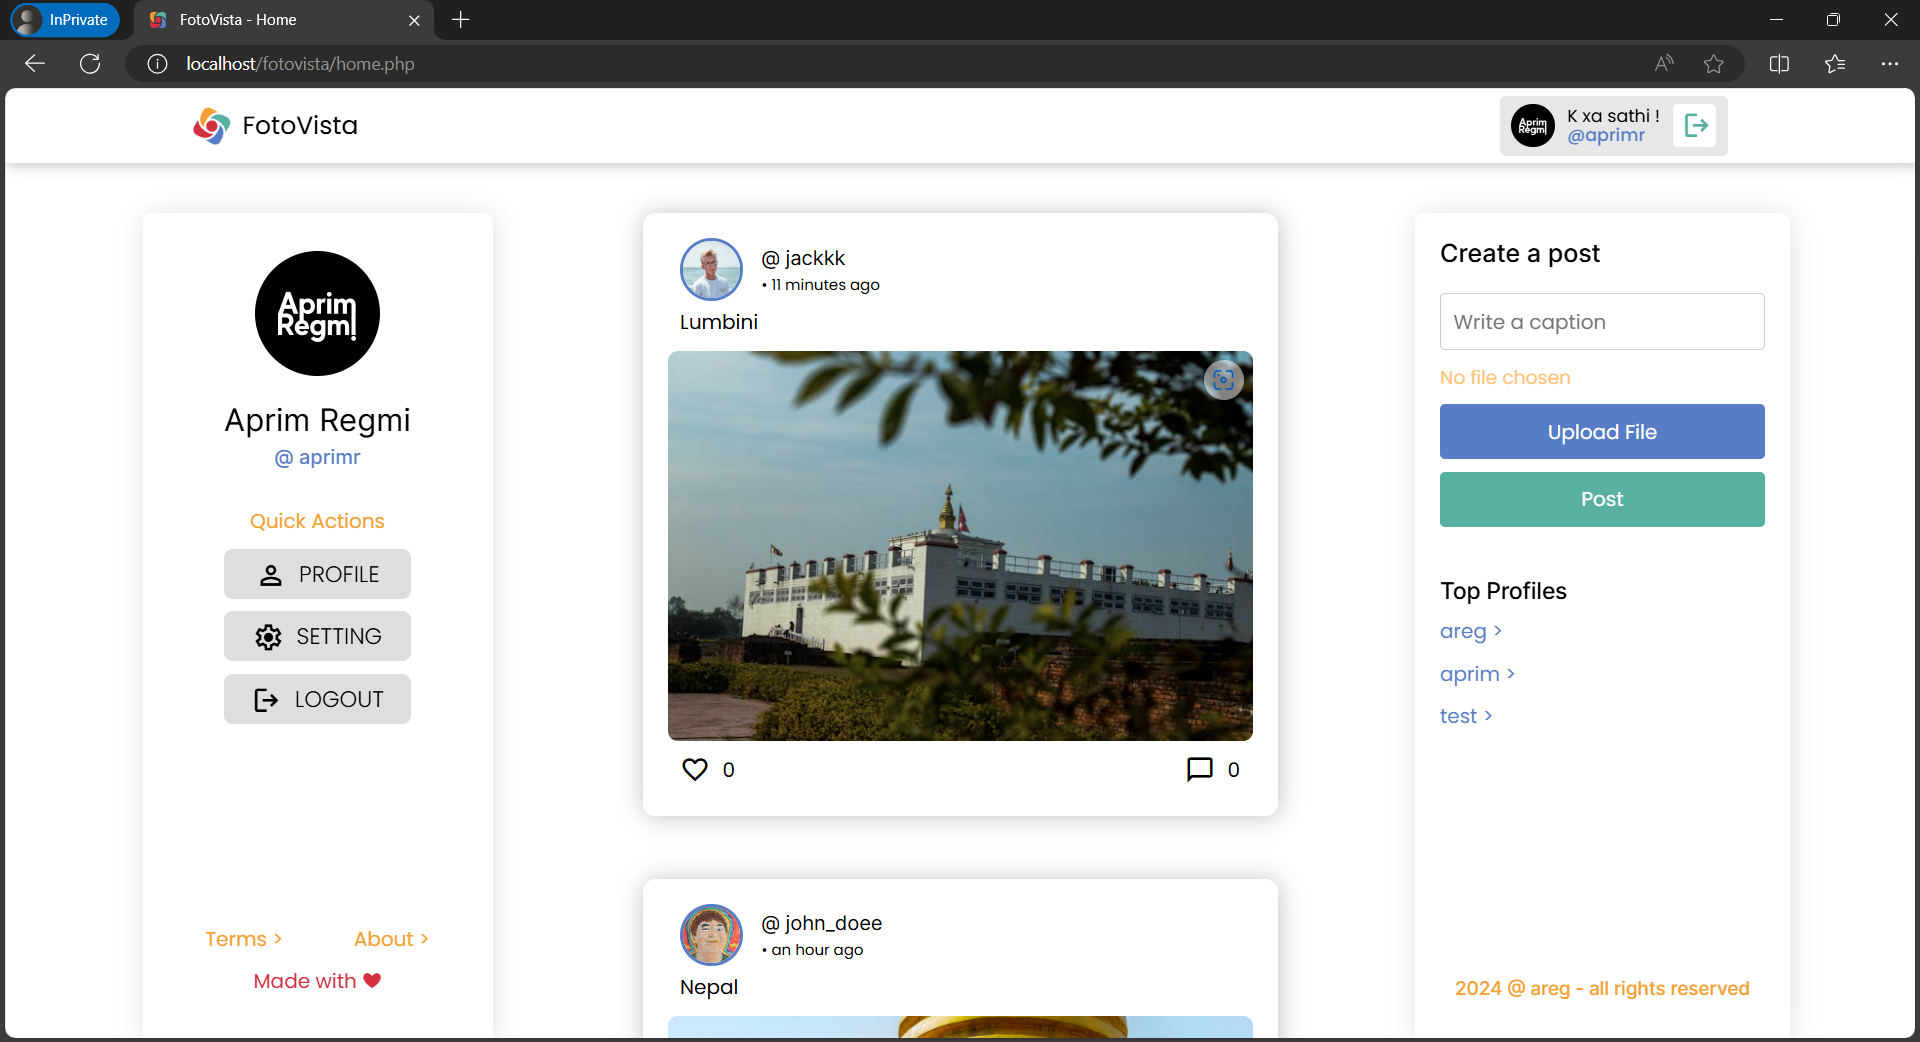 InPrivate
FotoVista - Home
localhost/fotovista/home.php
FotoVista
Aprim
Regmi
K xa sathi !
@aprimr
Aprim
Regmi
Aprim Regmi
@ aprimr
Quick Actions
PROFILE
SETTING
LOGOUT
Terms >
About >
Made with
@ jackkk
• 11 minutes ago
Lumbini
0
0
@ john_doee
• an hour ago
Nepal
Create a post
Write a caption
No file chosen
Upload File
Post
Top Profiles
areg >
aprim >
test >
2024 @ areg - all rights reserved